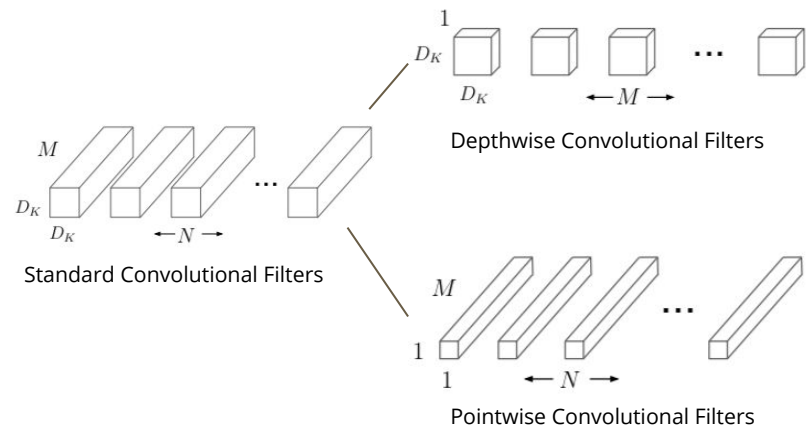 M
D_K
D_K
N
...
Standard Convolutional Filters
1
D_K
D_K
M
...
Depthwise Convolutional Filters
M
1
1
N
...
Pointwise Convolutional Filters